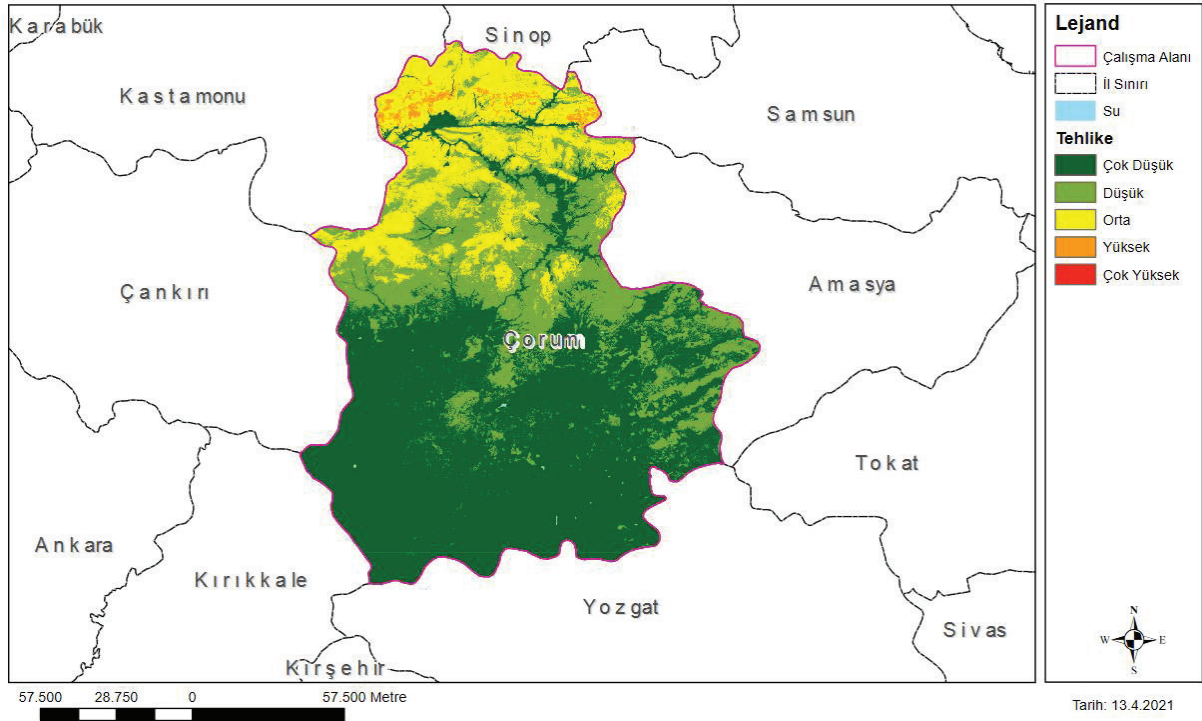 Karabük
Sinop
Kastamonu
Samsun
Çankırı
Amasya
Çorum
Tokat
Ankara
Kırıkkale
Yozgat
Sivas
Kırşehir
Lejand
Çalışma Alanı
İl Sınırı
Su
Tehlike
Çok Düşük
Düşük
Orta
Yüksek
Çok Yüksek
N
W E
S
57.500 28.750 0 57.500 Metre
Tarih: 13.4.2021